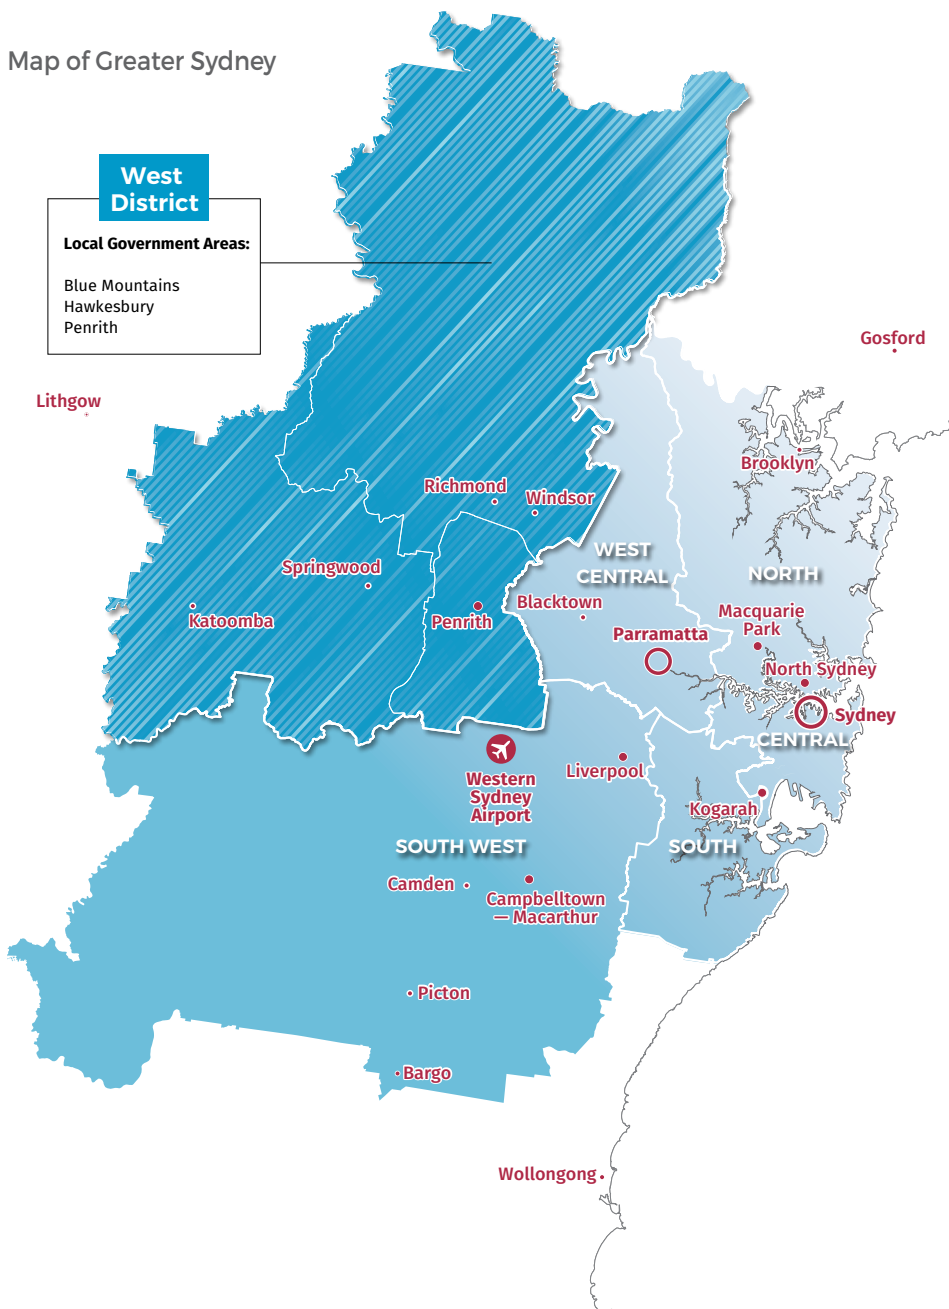 Map of Greater Sydney
West
District
Local Government Areas:
Blue Mountains
Hawkesbury
Penrith
Gosford
Lithgow
Brooklyn
Richmond
Windsor
WEST
CENTRAL
NORTH
Springwood
Katoomba
Penrith
Blacktown
Parramatta
Macquarie
Park
North Sydney
Sydney
CENTRAL
Western
Sydney
Airport
Liverpool
Kogarah
SOUTH WEST
SOUTH
Camden
Campbelltown
— Macarthur
Picton
Bargo
Wollongong